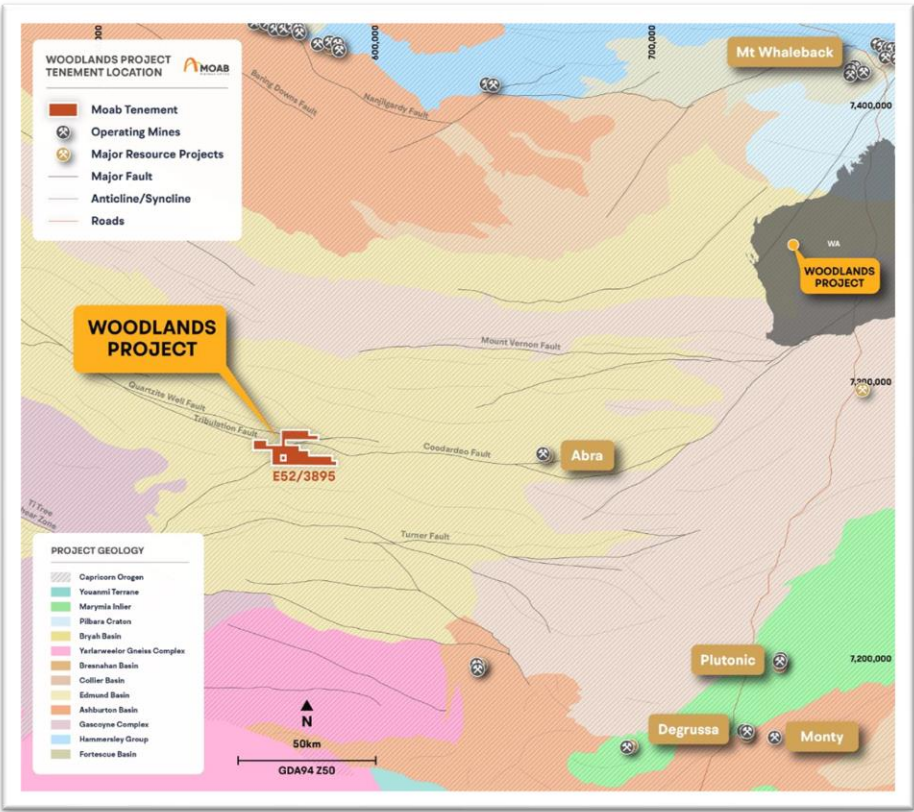 WOODLANDS PROJECT
TENEMENT LOCATION
MOAB
Moab Tenement
Operating Mines
Major Resource Projects
Major Fault
Anticline/Syncline
Roads
600,000
700,000
Mt Whaleback
7,400,000
Baring Downs Fault
Nanjilgardy Fault
WA
WOODLANDS
PROJECT
WOODLANDS
PROJECT
Mount Vernon Fault
7,300,000
Quartzite Well Fault
Tribulation Fault
Coodardoo Fault
Abra
E52/3895
Ti Tree
Shear Zone
Turner Fault
PROJECT GEOLOGY
Capricorn Orogen
Youanmi Terrane
Marymia Inlier
Pilbara Craton
Bryah Basin
Yarlarweelor Gneiss Complex
Bresnahan Basin
Collier Basin
Edmund Basin
Ashburton Basin
Gascoyne Complex
Hammersley Group
Fortescue Basin
Plutonic
7,200,000
N
50km
GDA94 Z50
Degrussa
Monty